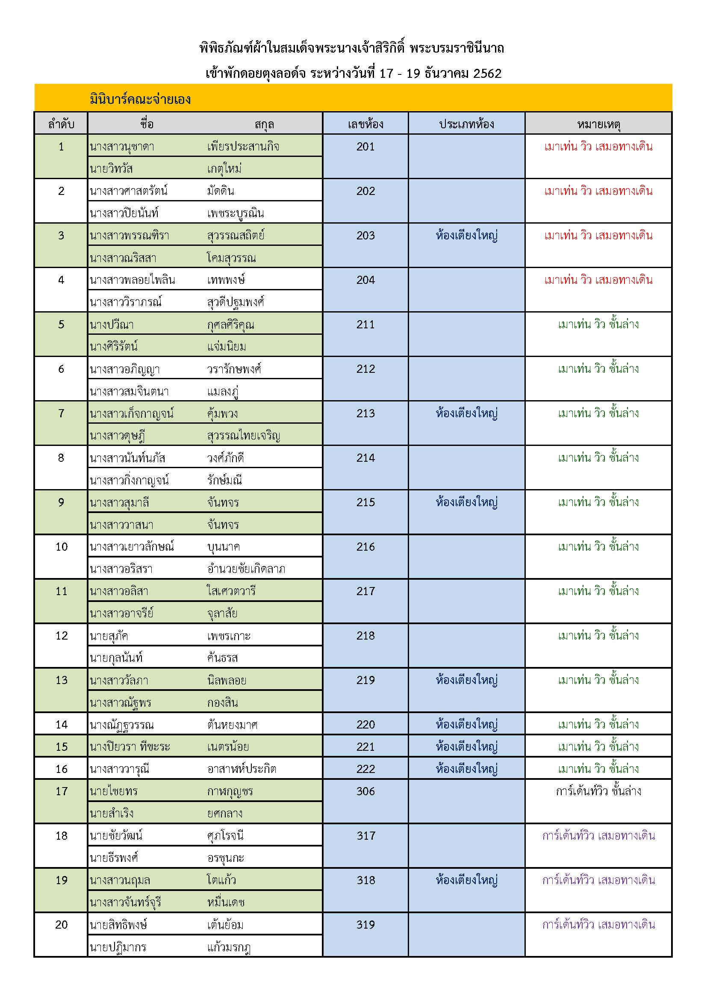 พิพิธภัณฑ์ผ้าในสมเด็จพระนางเจ้าสิริกิติ์ พระบรมราชินีนาถ
เข้าพักดอยตุงลอด์จ ระหว่างวันที่ 17 - 19 ธันวาคม 2562
มินิบาร์คณะจ่ายเอง
ลำดับ ชื่อ สกุล เลขห้อง ประเภทห้อง หมายเหตุ
1 นางสาวนุชาดา เพียรประสานกิจ 201 เมาเท่น วิว เสมอทางเดิน
นายวิทวัส เกตุใหม่
2 นางสาวศาสตรัตน์ มัดดิน 202 เมาเท่น วิว เสมอทางเดิน
นางสาวปิยนันท์ เพชระบูรณิน
3 นางสาวพรรณฑิรา สุวรรณสถิตย์ 203 ห้องเตียงใหญ่ เมาเท่น วิว เสมอทางเดิน
นางสาวณริสสา โคมสุวรรณ
4 นางสาวพลอยไพลิน เทพพงษ์ 204 เมาเท่น วิว เสมอทางเดิน
นางสาววิราภรณ์ สุวดีปฐมพงศ์
5 นางปวีณา กุศลศิริคุณ 211 เมาเท่น วิว ชั้นล่าง
นางศิริรัตน์ แจ่มนิยม
6 นางสาวอภิญญา วรารักษพงศ์ 212 เมาเท่น วิว ชั้นล่าง
นางสาวสมจินตนา แมลงภู่
7 นางสาวเก็จกาญจน์ คุ้มพวง 213 ห้องเตียงใหญ่ เมาเท่น วิว ชั้นล่าง
นางสาวดุษฎี สุวรรณไทยเจริญ
8 นางสาวนันท์นภัส วงศ์ภักดี 214 เมาเท่น วิว ชั้นล่าง
นางสาวกิ่งกาญจน์ รักษ์มณี
9 นางสาวสุมาลี จันทจร 215 ห้องเตียงใหญ่ เมาเท่น วิว ชั้นล่าง
นางสาววาสนา จันทจร
10 นางสาวเยาวลักษณ์ บุนนาค 216 เมาเท่น วิว ชั้นล่าง
นางสาวอริสรา อำนวยชัยเกิดลาภ
11 นางสาวอลิสา ใสเศวตวารี 217 เมาเท่น วิว ชั้นล่าง
นางสาวอาจรีย์ จุลาสัย
12 นายสุภัค เพชรเกาะ 218 เมาเท่น วิว ชั้นล่าง
นายกุลนันท์ คันธรส
13 นางสาววัลภา นิลพลอย 219 ห้องเตียงใหญ่ เมาเท่น วิว ชั้นล่าง
นางสาวณัฐพร กองสิน
14 นางณัฏฐวรรณ ตันหยงมาศ 220 ห้องเตียงใหญ่ เมาเท่น วิว ชั้นล่าง
15 นางปิยวรา ทีขะระ เนตรน้อย 221 ห้องเตียงใหญ่ เมาเท่น วิว ชั้นล่าง
16 นางสาววารุณี อาสาฬห์ประกิต 222 ห้องเตียงใหญ่ เมาเท่น วิว ชั้นล่าง
17 นายไชยทร กาฬกุญชร 306 การ์เด้นท์วิว ชั้นล่าง
นายสำเริง ยศกลาง
18 นายชัยวัฒน์ ศุภโรจนี 317 การ์เด้นท์วิว เสมอทางเดิน
นายธีรพงศ์ อรชุนกะ
19 นางสาวนฤมล โตแก้ว 318 ห้องเตียงใหญ่ การ์เด้นท์วิว เสมอทางเดิน
นางสาวจันทร์จุรี หมื่นเดช
20 นายสิทธิพงษ์ เต้นย้อม 319 การ์เด้นท์วิว เสมอทางเดิน
นายปฏิมากร แก้วมรกฎ